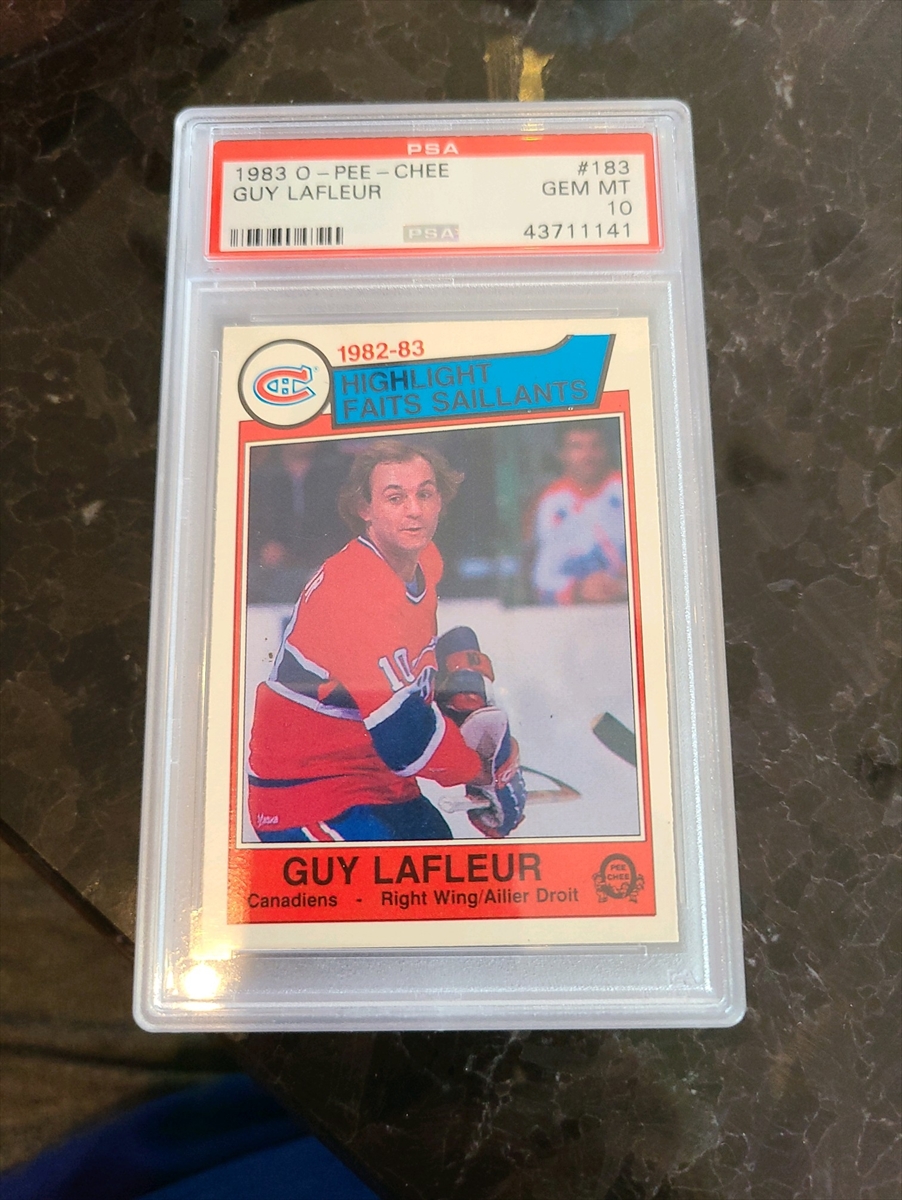 PSA
1983 O-PEE-CHEE #183
GUY LAFLEUR GEM MT
10
PSA 43711141
1982-83
HIGHLIGHT
FAITS SAILLANTS
10
GUY LAFLEUR
PEE
CHEE
Canadiens - Right Wing/Ailier Droit